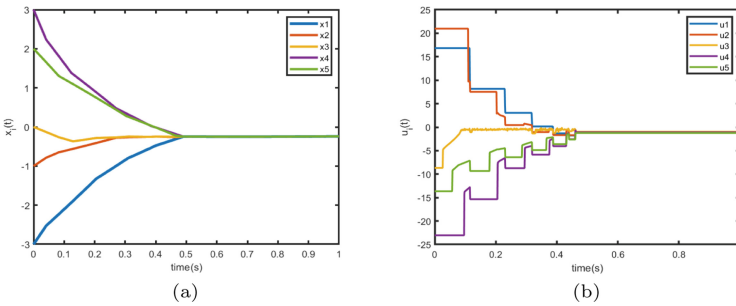 3
2
1
0
-1
-2
-3
x_i(t)
0 0.1 0.2 0.3 0.4 0.5 0.6 0.7 0.8 0.9 1
time(s)
x1
x2
x3
x4
x5
(a)
25
20
15
10
5
0
-5
-10
-15
-20
-25
u_i(t)
0 0.2 0.4 0.6 0.8
time(s)
u1
u2
u3
u4
u5
(b)